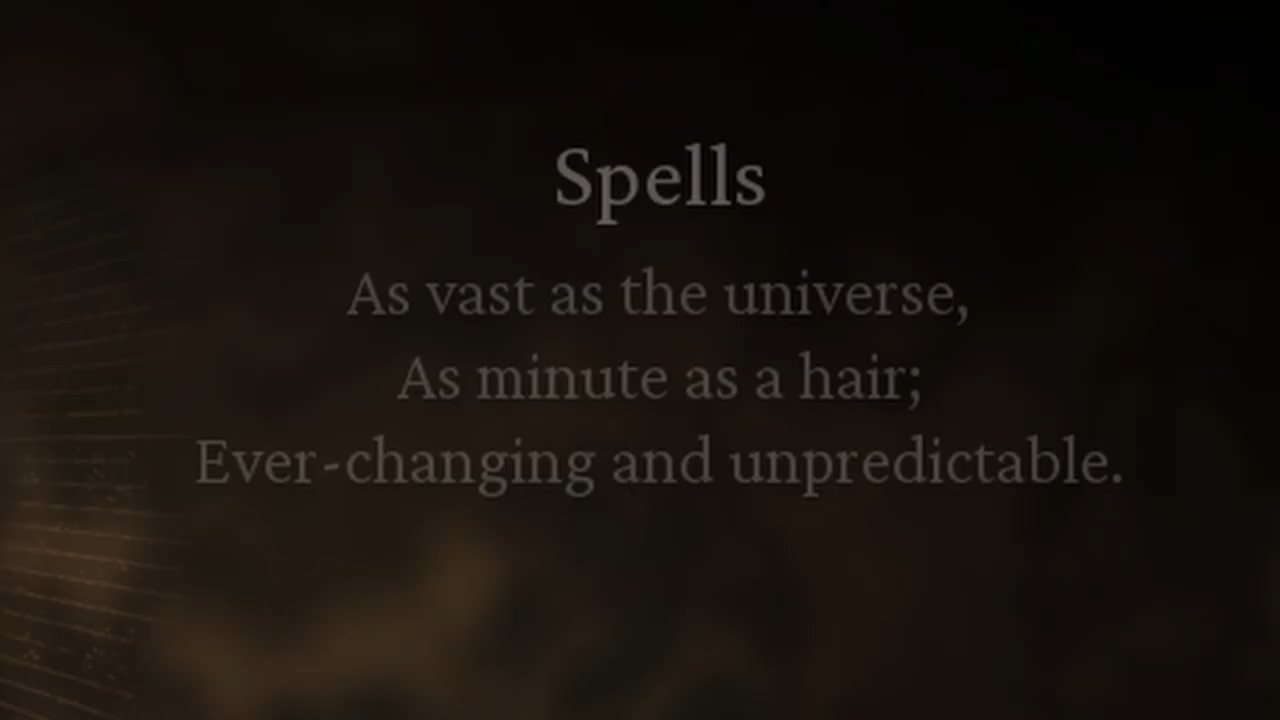 Spells
As vast as the universe,
As minute as a hair;
Ever-changing and unpredictable.